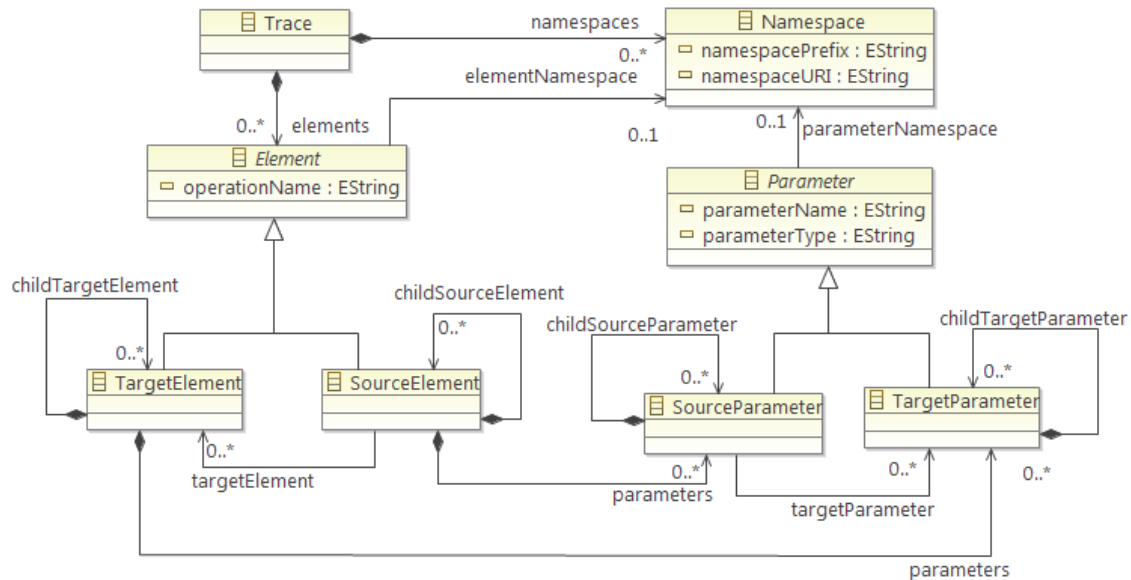 Trace
namespaces
Namespace
0..*
namespacePrefix : EString
namespaceURI : EString
elementNamespace
0..*
elements
0..1
0..1
parameterNamespace
Element
operationName : EString
Parameter
parameterName : EString
parameterType : EString
childTargetElement
childSourceElement
childSourceParameter
childTargetParameter
0..*
0..*
0..*
0..*
TargetElement
SourceElement
SourceParameter
TargetParameter
0..*
targetElement
0..*
parameters
0..*
targetParameter
0..*
parameters